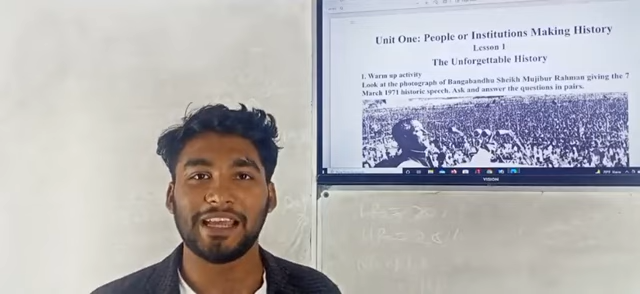 Unit One: People or Institutions Making History
Lesson 1
The Unforgettable History
1. Warm up activity
Look at the photograph of Bangabandhu Sheikh Mujibur Rahman giving the 7
March 1971 historic speech. Ask and answer the questions in pairs.
VISION